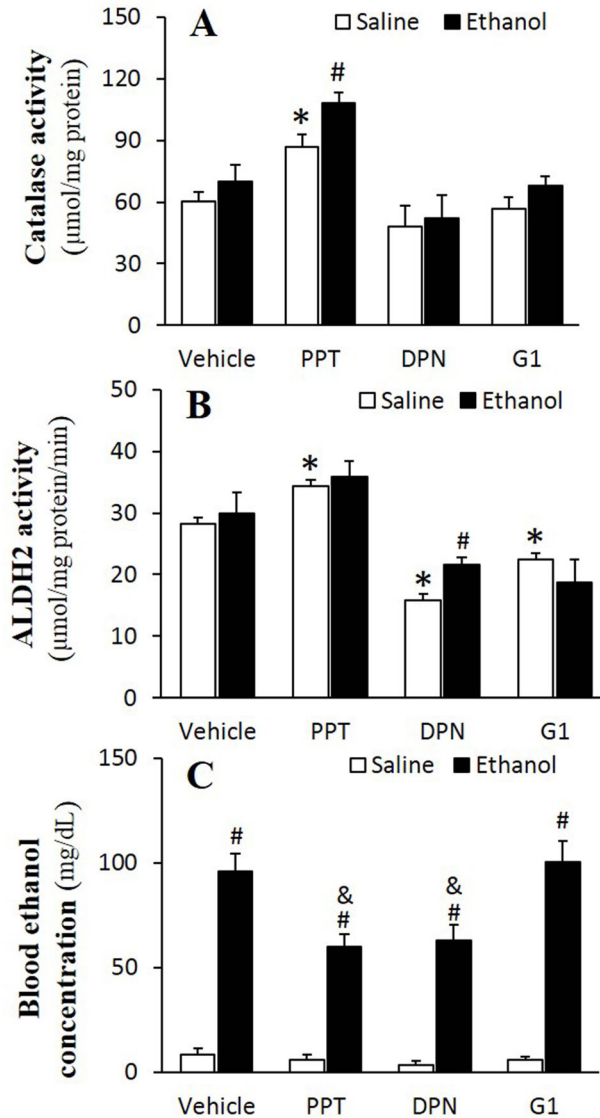 A
Saline Ethanol
Catalase activity
(µmol/mg protein)
150
120
90
60
30
0
*
#
Vehicle PPT DPN G1
B
Saline Ethanol
ALDH2 activity
(µmol/mg protein/min)
50
40
30
20
10
0
*
*
#
*
Vehicle PPT DPN G1
C
Saline Ethanol
Blood ethanol
concentration (mg/dL)
150
100
50
0
#
&
#
&
#
#
Vehicle PPT DPN G1